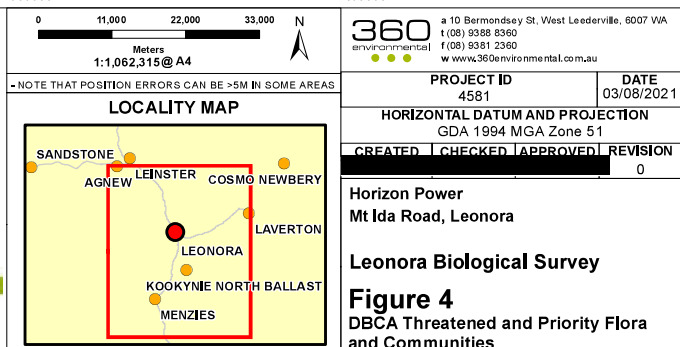 0 11,000 22,000 33,000
N
Meters
1:1,062,315@ A4
- NOTE THAT POSITION ERRORS CAN BE >5M IN SOME AREAS
LOCALITY MAP
SANDSTONE
AGNEW
LEINSTER
COSMO NEWBERY
LAVERTON
LEONORA
KOOKYNIE NORTH BALLAST
MENZIES
360
environmental
a 10 Bermondsey St, West Leederville, 6007 WA
t (08) 9388 8360
f (08) 9381 2360
w www.360environmental.com.au
PROJECT ID
4581
DATE
03/08/2021
HORIZONTAL DATUM AND PROJECTION
GDA 1994 MGA Zone 51
CREATED CHECKED APPROVED REVISION
0
Horizon Power
Mt Ida Road, Leonora
Leonora Biological Survey
Figure 4
DBCA Threatened and Priority Flora
and Communities